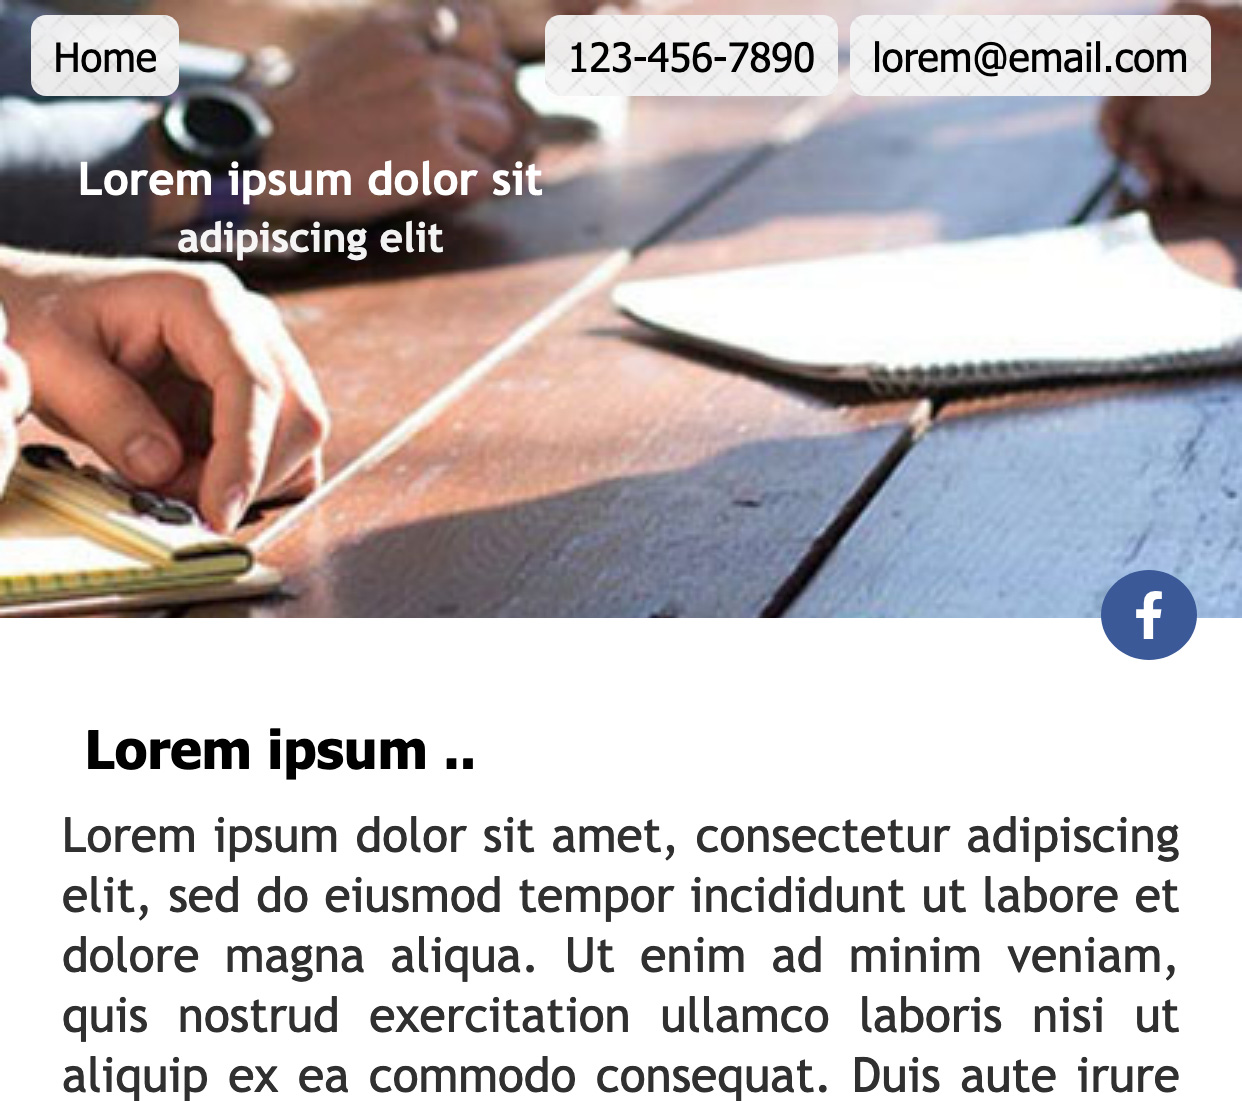 Home
123-456-7890
lorem@email.com
Lorem ipsum dolor sit
adipiscing elit
Lorem ipsum ..
Lorem ipsum dolor sit amet, consectetur adipiscing
elit, sed do eiusmod tempor incididunt ut labore et
dolore magna aliqua. Ut enim ad minim veniam,
quis nostrud exercitation ullamco laboris nisi ut
aliquip ex ea commodo consequat. Duis aute irure